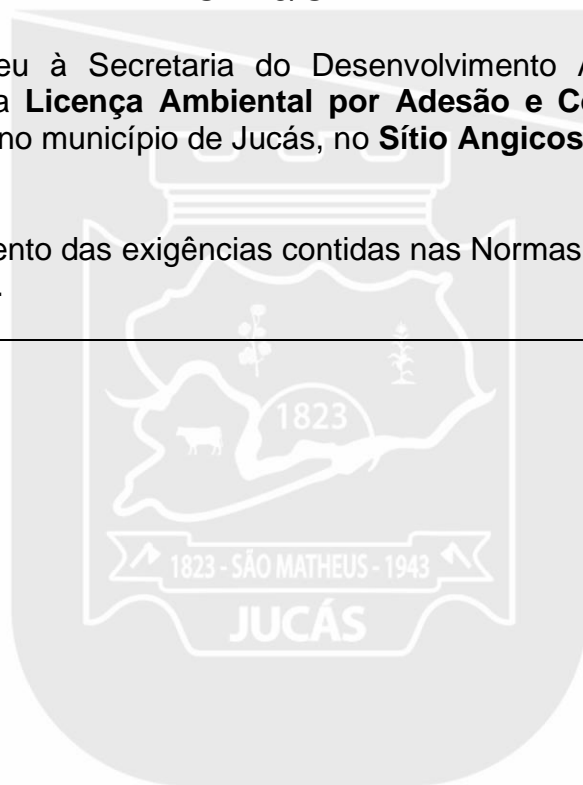 eu à Secretaria do Desenvolvimento A
a Licença Ambiental por Adesão e Co
no município de Jucás, no Sítio Angicos
ento das exigências contidas nas Normas
.
1823
1823 - SÃO MATHEUS - 1943
JUCÁS